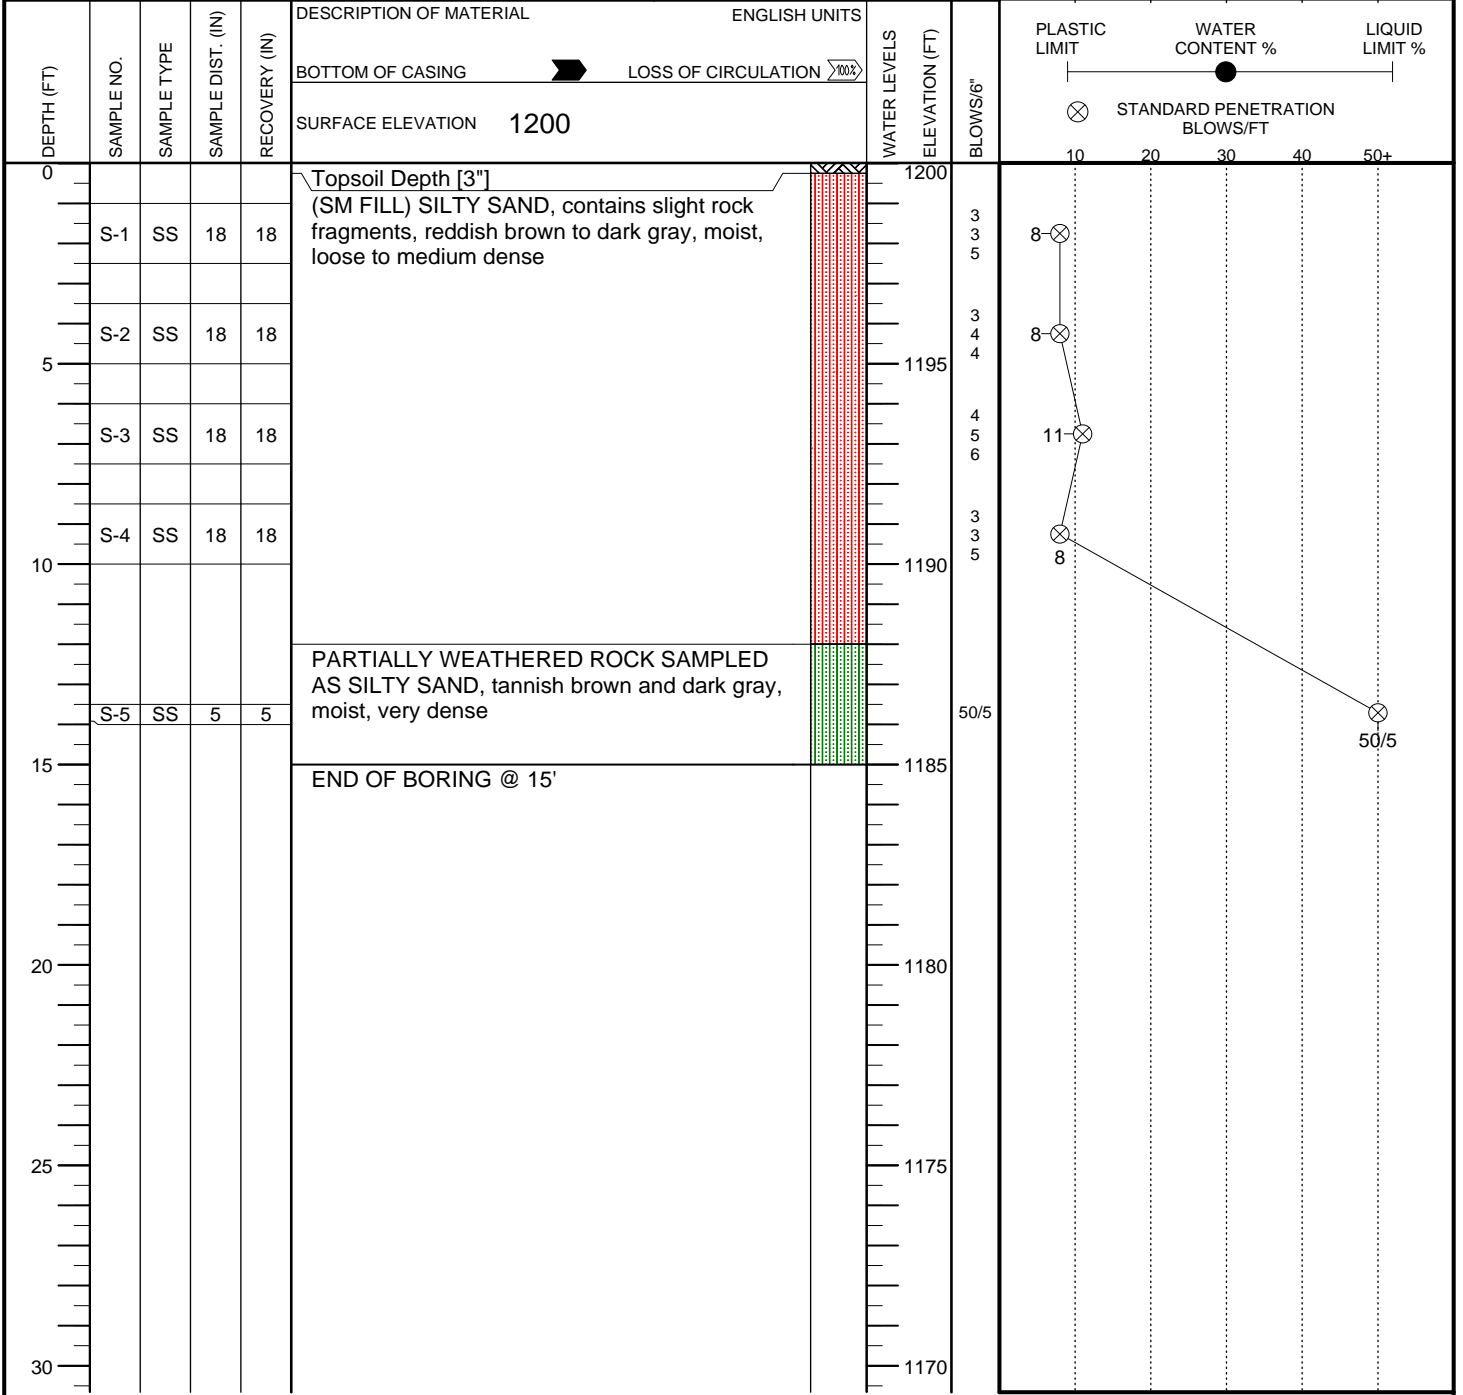 DEPTH (FT)
SAMPLE NO.
SAMPLE TYPE
SAMPLE DIST. (IN)
RECOVERY (IN)
DESCRIPTION OF MATERIAL ENGLISH UNITS
BOTTOM OF CASING LOSS OF CIRCULATION 100%
SURFACE ELEVATION 1200
WATER LEVELS
ELEVATION (FT)
BLOWS/6"
PLASTIC LIMIT
WATER CONTENT %
LIQUID LIMIT %
STANDARD PENETRATION
BLOWS/FT
10 20 30 40 50+
0 1200
Topsoil Depth [3"]
(SM FILL) SILTY SAND, contains slight rock
fragments, reddish brown to dark gray, moist,
loose to medium dense
S-1 SS 18 18
3
3
5
8
S-2 SS 18 18
3
4
4
8
5 1195
S-3 SS 18 18
4
5
6
11
S-4 SS 18 18
3
3
5
8
10 1190
PARTIALLY WEATHERED ROCK SAMPLED
AS SILTY SAND, tannish brown and dark gray,
moist, very dense
S-5 SS 5 5
50/5
50/5
15 1185
END OF BORING @ 15'
20 1180
25 1175
30 1170